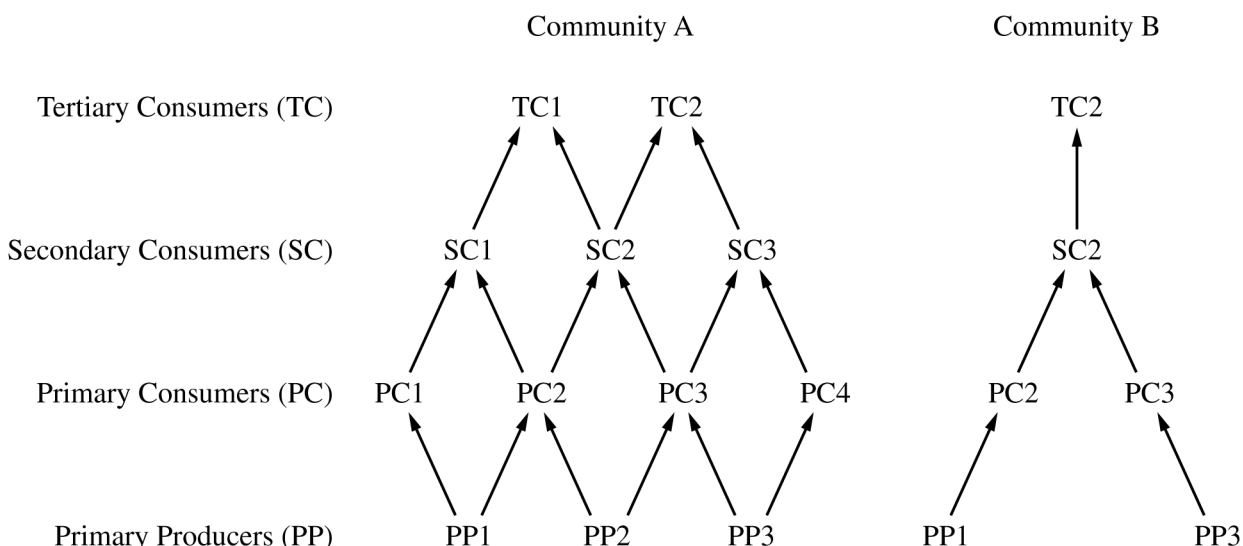 Community A Community B
Tertiary Consumers (TC) TC1 TC2 TC2
Secondary Consumers (SC) SC1 SC2 SC3 SC2
Primary Consumers (PC) PC1 PC2 PC3 PC4 PC2 PC3
Primary Producers (PP) PP1 PP2 PP3 PP1 PP3